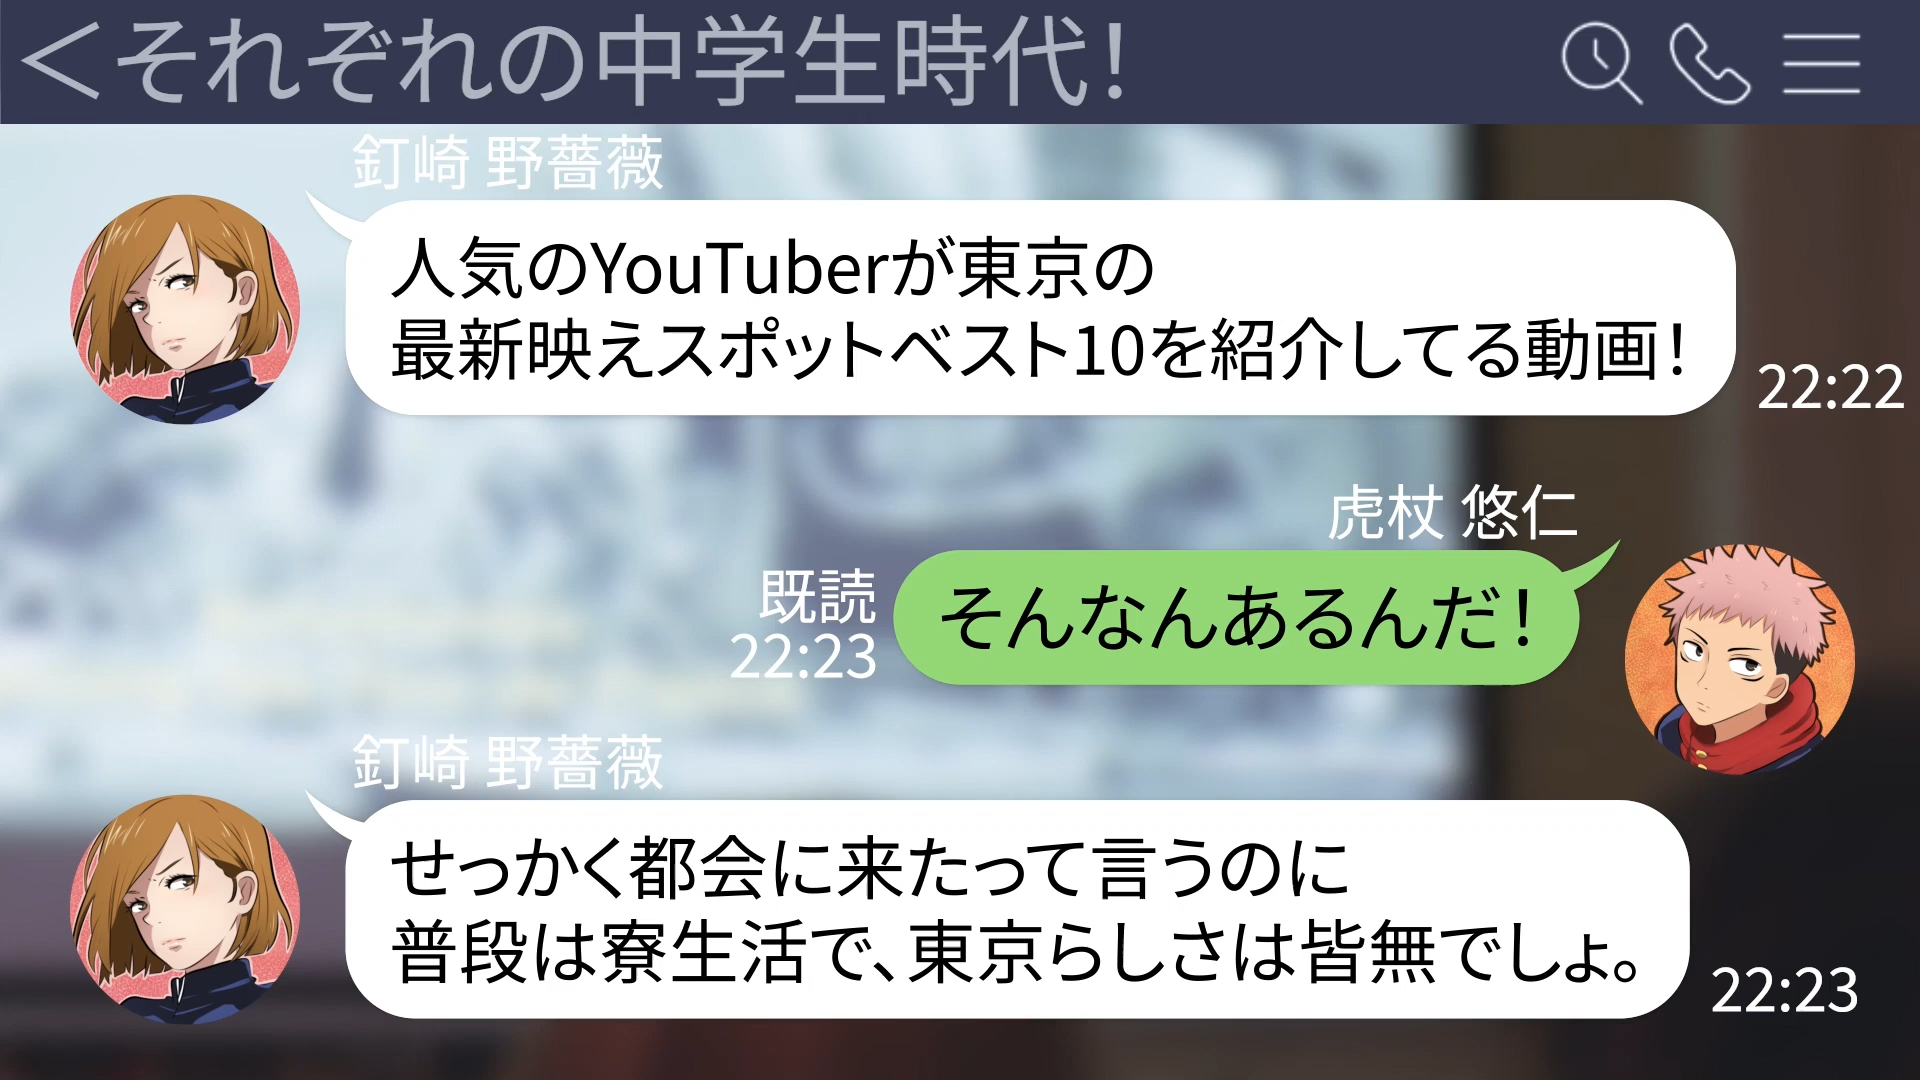 ＜それぞれの中学生時代！
釘崎 野薔薇
人気のYouTuberが東京の
最新映えスポットベスト10を紹介してる動画！
22:22
虎杖 悠仁
そんなんあるんだ！
既読
22:23
釘崎 野薔薇
せっかく都会に来たって言うのに
普段は寮生活で、東京らしさは皆無でしょ。
22:23